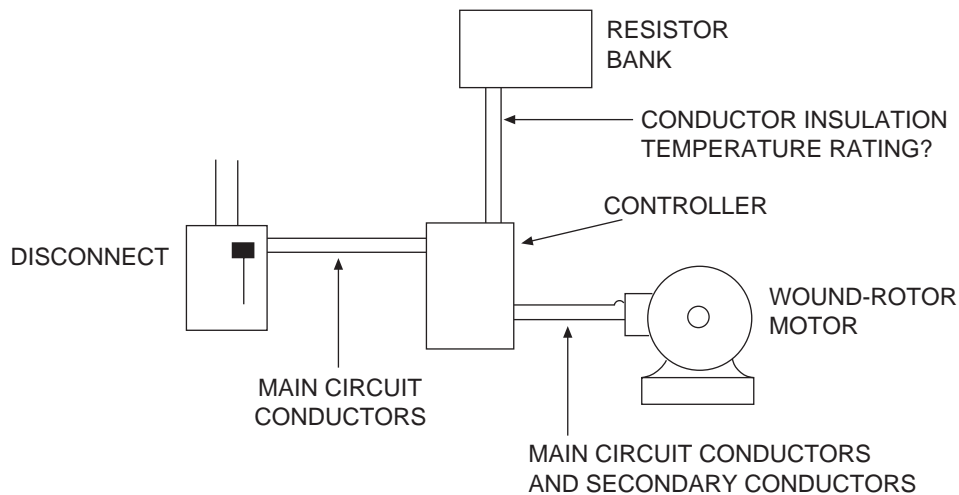 RESISTOR
BANK
CONDUCTOR INSULATION
TEMPERATURE RATING?
CONTROLLER
DISCONNECT
WOUND-ROTOR
MOTOR
MAIN CIRCUIT
CONDUCTORS
MAIN CIRCUIT CONDUCTORS
AND SECONDARY CONDUCTORS